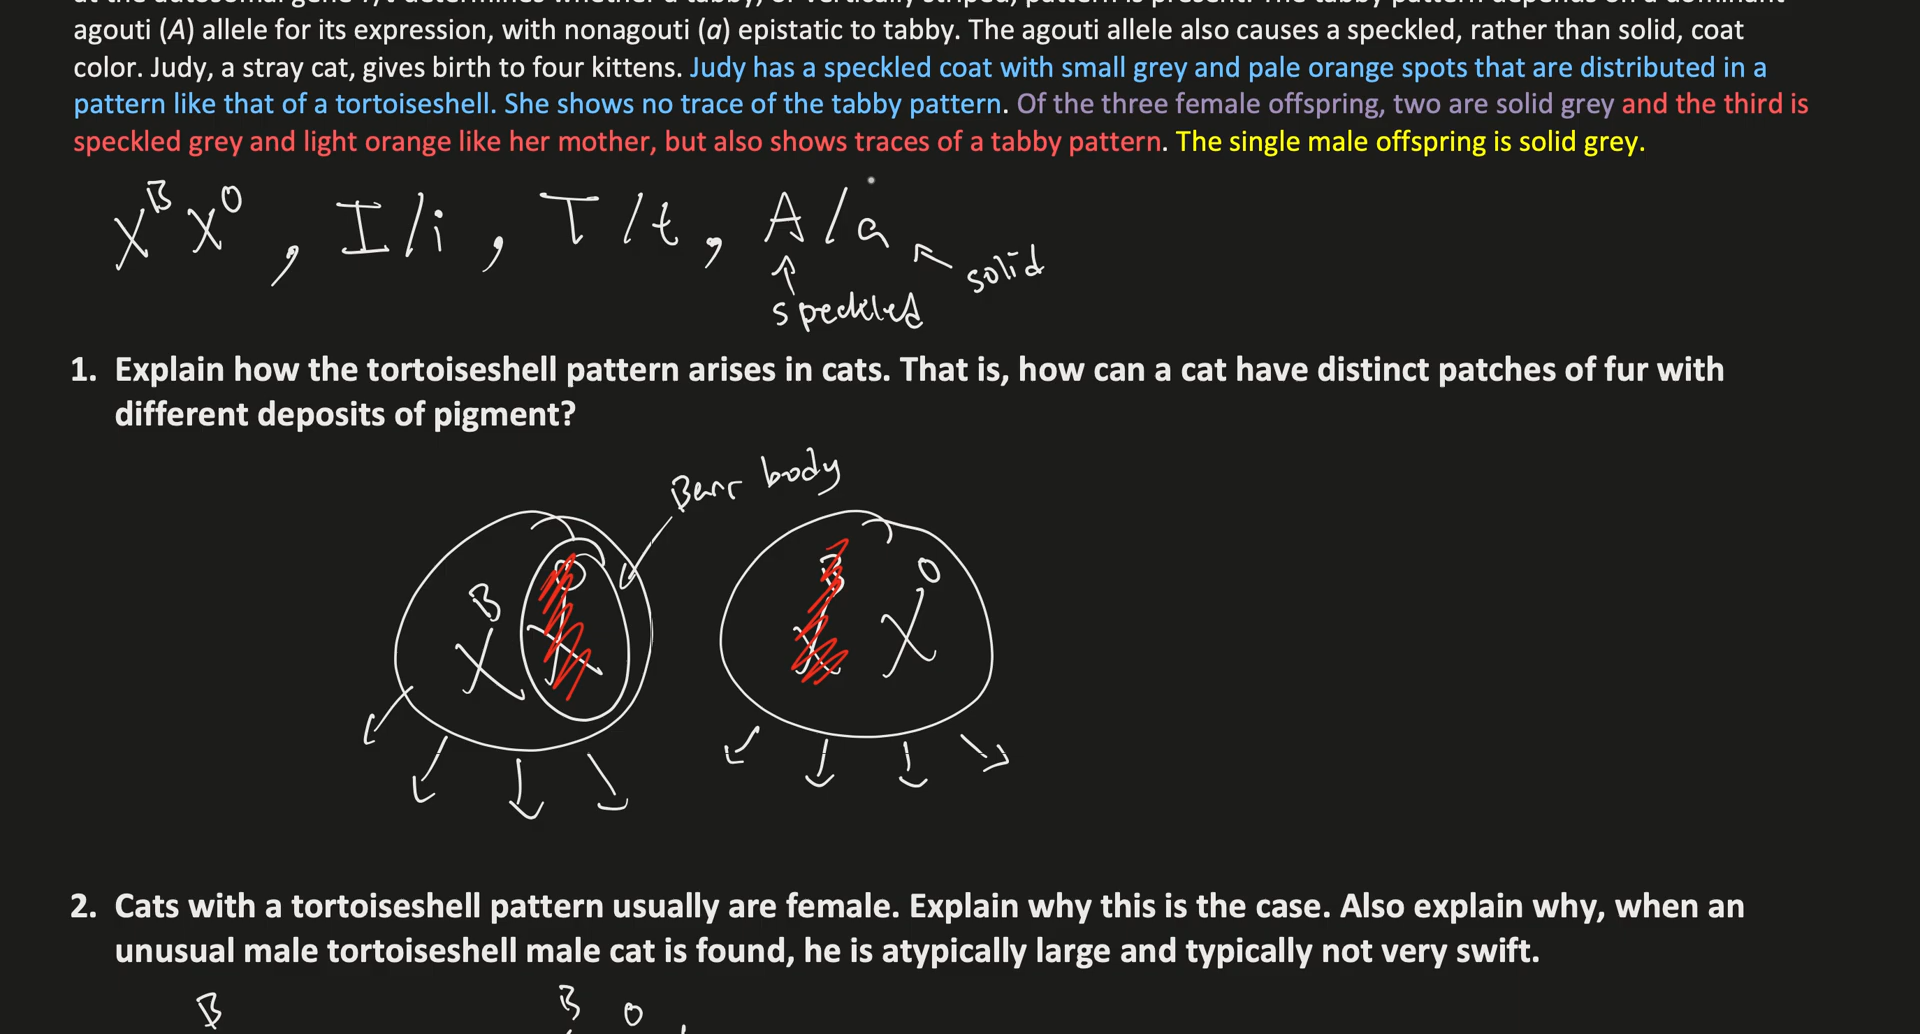 agouti (A) allele for its expression, with nonagouti (a) epistatic to tabby. The agouti allele also causes a speckled, rather than solid, coat
color. Judy, a stray cat, gives birth to four kittens. Judy has a speckled coat with small grey and pale orange spots that are distributed in a
pattern like that of a tortoiseshell. She shows no trace of the tabby pattern. Of the three female offspring, two are solid grey and the third is
speckled grey and light orange like her mother, but also shows traces of a tabby pattern. The single male offspring is solid grey.
X^B X^O , I/i , T/t , A/a
solid
speckled
1. Explain how the tortoiseshell pattern arises in cats. That is, how can a cat have distinct patches of fur with
different deposits of pigment?
Barr body
X^B X^O X^B X^O
2. Cats with a tortoiseshell pattern usually are female. Explain why this is the case. Also explain why, when an
unusual male tortoiseshell male cat is found, he is atypically large and typically not very swift.
B B O